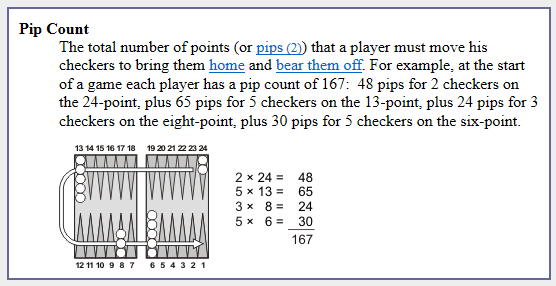 Pip Count
The total number of points (or pips (2)) that a player must move his
checkers to bring them home and bear them off. For example, at the start
of a game each player has a pip count of 167:  48 pips for 2 checkers on
the 24-point, plus 65 pips for 5 checkers on the 13-point, plus 24 pips for 3
checkers on the eight-point, plus 30 pips for 5 checkers on the six-point.
13 14 15 16 17 18 19 20 21 22 23 24
2 × 24 = 48
5 × 13 = 65
3 × 8 = 24
5 × 6 = 30
167
12 11 10 9 8 7 6 5 4 3 2 1